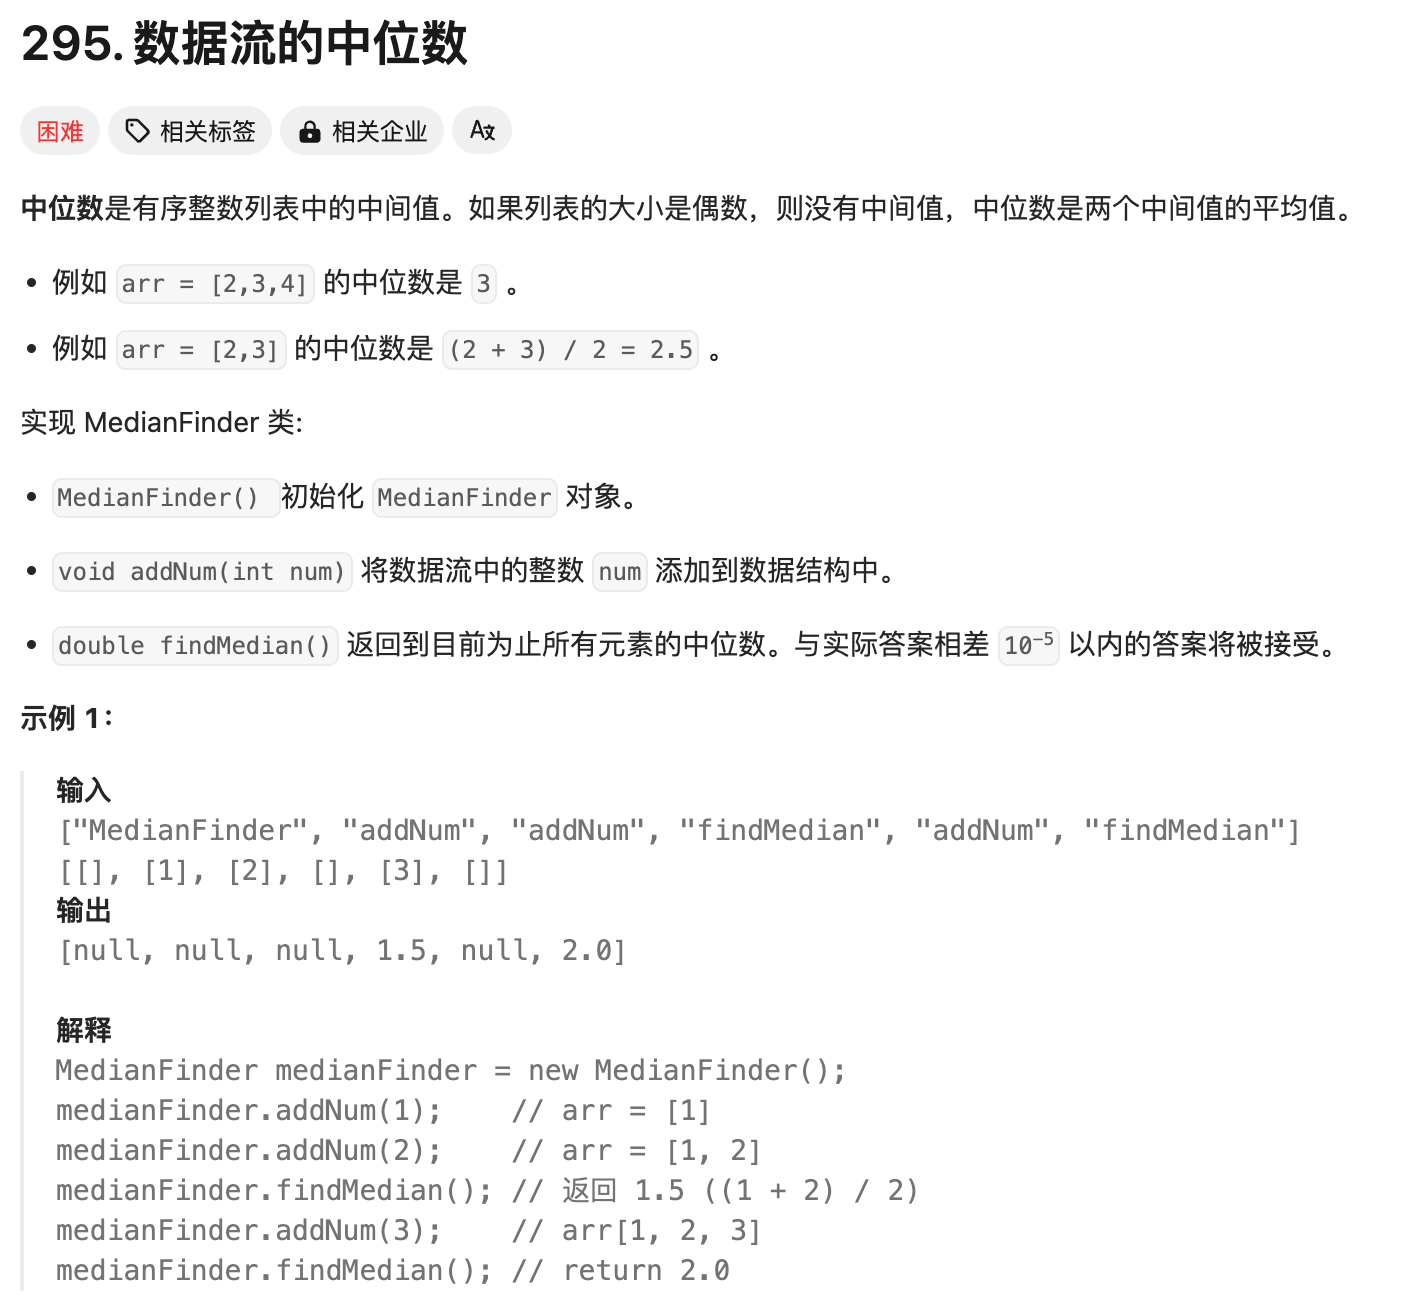 295. 数据流的中位数
困难 相关标签 相关企业 A文
中位数是有序整数列表中的中间值。如果列表的大小是偶数，则没有中间值，中位数是两个中间值的平均值。
• 例如 arr = [2,3,4] 的中位数是 3 。
• 例如 arr = [2,3] 的中位数是 (2 + 3) / 2 = 2.5 。
实现 MedianFinder 类:
• MedianFinder() 初始化 MedianFinder 对象。
• void addNum(int num) 将数据流中的整数 num 添加到数据结构中。
• double findMedian() 返回到目前为止所有元素的中位数。与实际答案相差 10⁻⁵ 以内的答案将被接受。
示例 1：
输入
["MedianFinder", "addNum", "addNum", "findMedian", "addNum", "findMedian"]
[[], [1], [2], [], [3], []]
输出
[null, null, null, 1.5, null, 2.0]
解释
MedianFinder medianFinder = new MedianFinder();
medianFinder.addNum(1);    // arr = [1]
medianFinder.addNum(2);    // arr = [1, 2]
medianFinder.findMedian(); // 返回 1.5 ((1 + 2) / 2)
medianFinder.addNum(3);    // arr[1, 2, 3]
medianFinder.findMedian(); // return 2.0